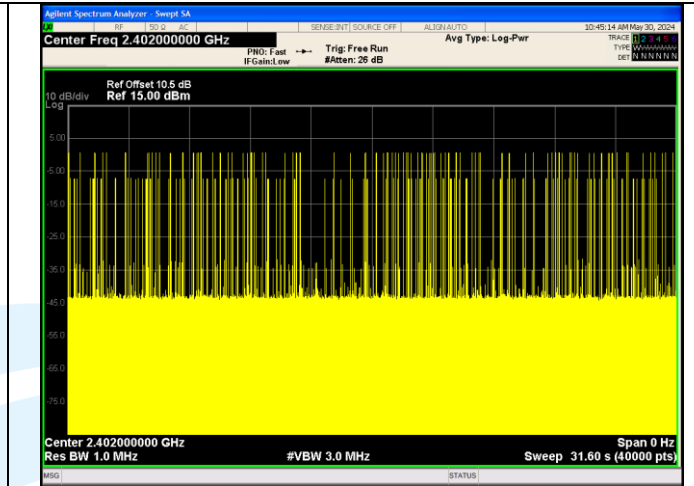 Agilent Spectrum Analyzer - Swept SA
RF 50 Ω AC SENSE:INT SOURCE OFF ALIGN AUTO 10:45:14 AM May 30, 2024
Center Freq 2.402000000 GHz
Avg Type: Log-Pwr
TRACE 1 2 3 4 5 6
PNO: Fast Trig: Free Run
TYPE W
IFGain:Low #Atten: 26 dB
DET N N N N N N
Ref Offset 10.5 dB
10 dB/div Ref 15.00 dBm
Log
5.00
-5.00
-15.0
-25.0
-35.0
-45.0
-55.0
-65.0
-75.0
Center 2.402000000 GHz Span 0 Hz
Res BW 1.0 MHz #VBW 3.0 MHz Sweep 31.60 s (40000 pts)
MSG STATUS